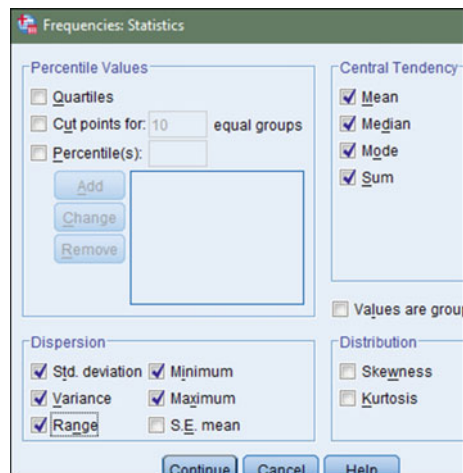 Frequencies: Statistics
Percentile Values
Quartiles
Cut points for: 10 equal groups
Percentile(s):
Add
Change
Remove
Central Tendency
Mean
Median
Mode
Sum
Values are group
Dispersion
Std. deviation Minimum
Variance Maximum
Range S.E. mean
Distribution
Skewness
Kurtosis
Continue Cancel Help